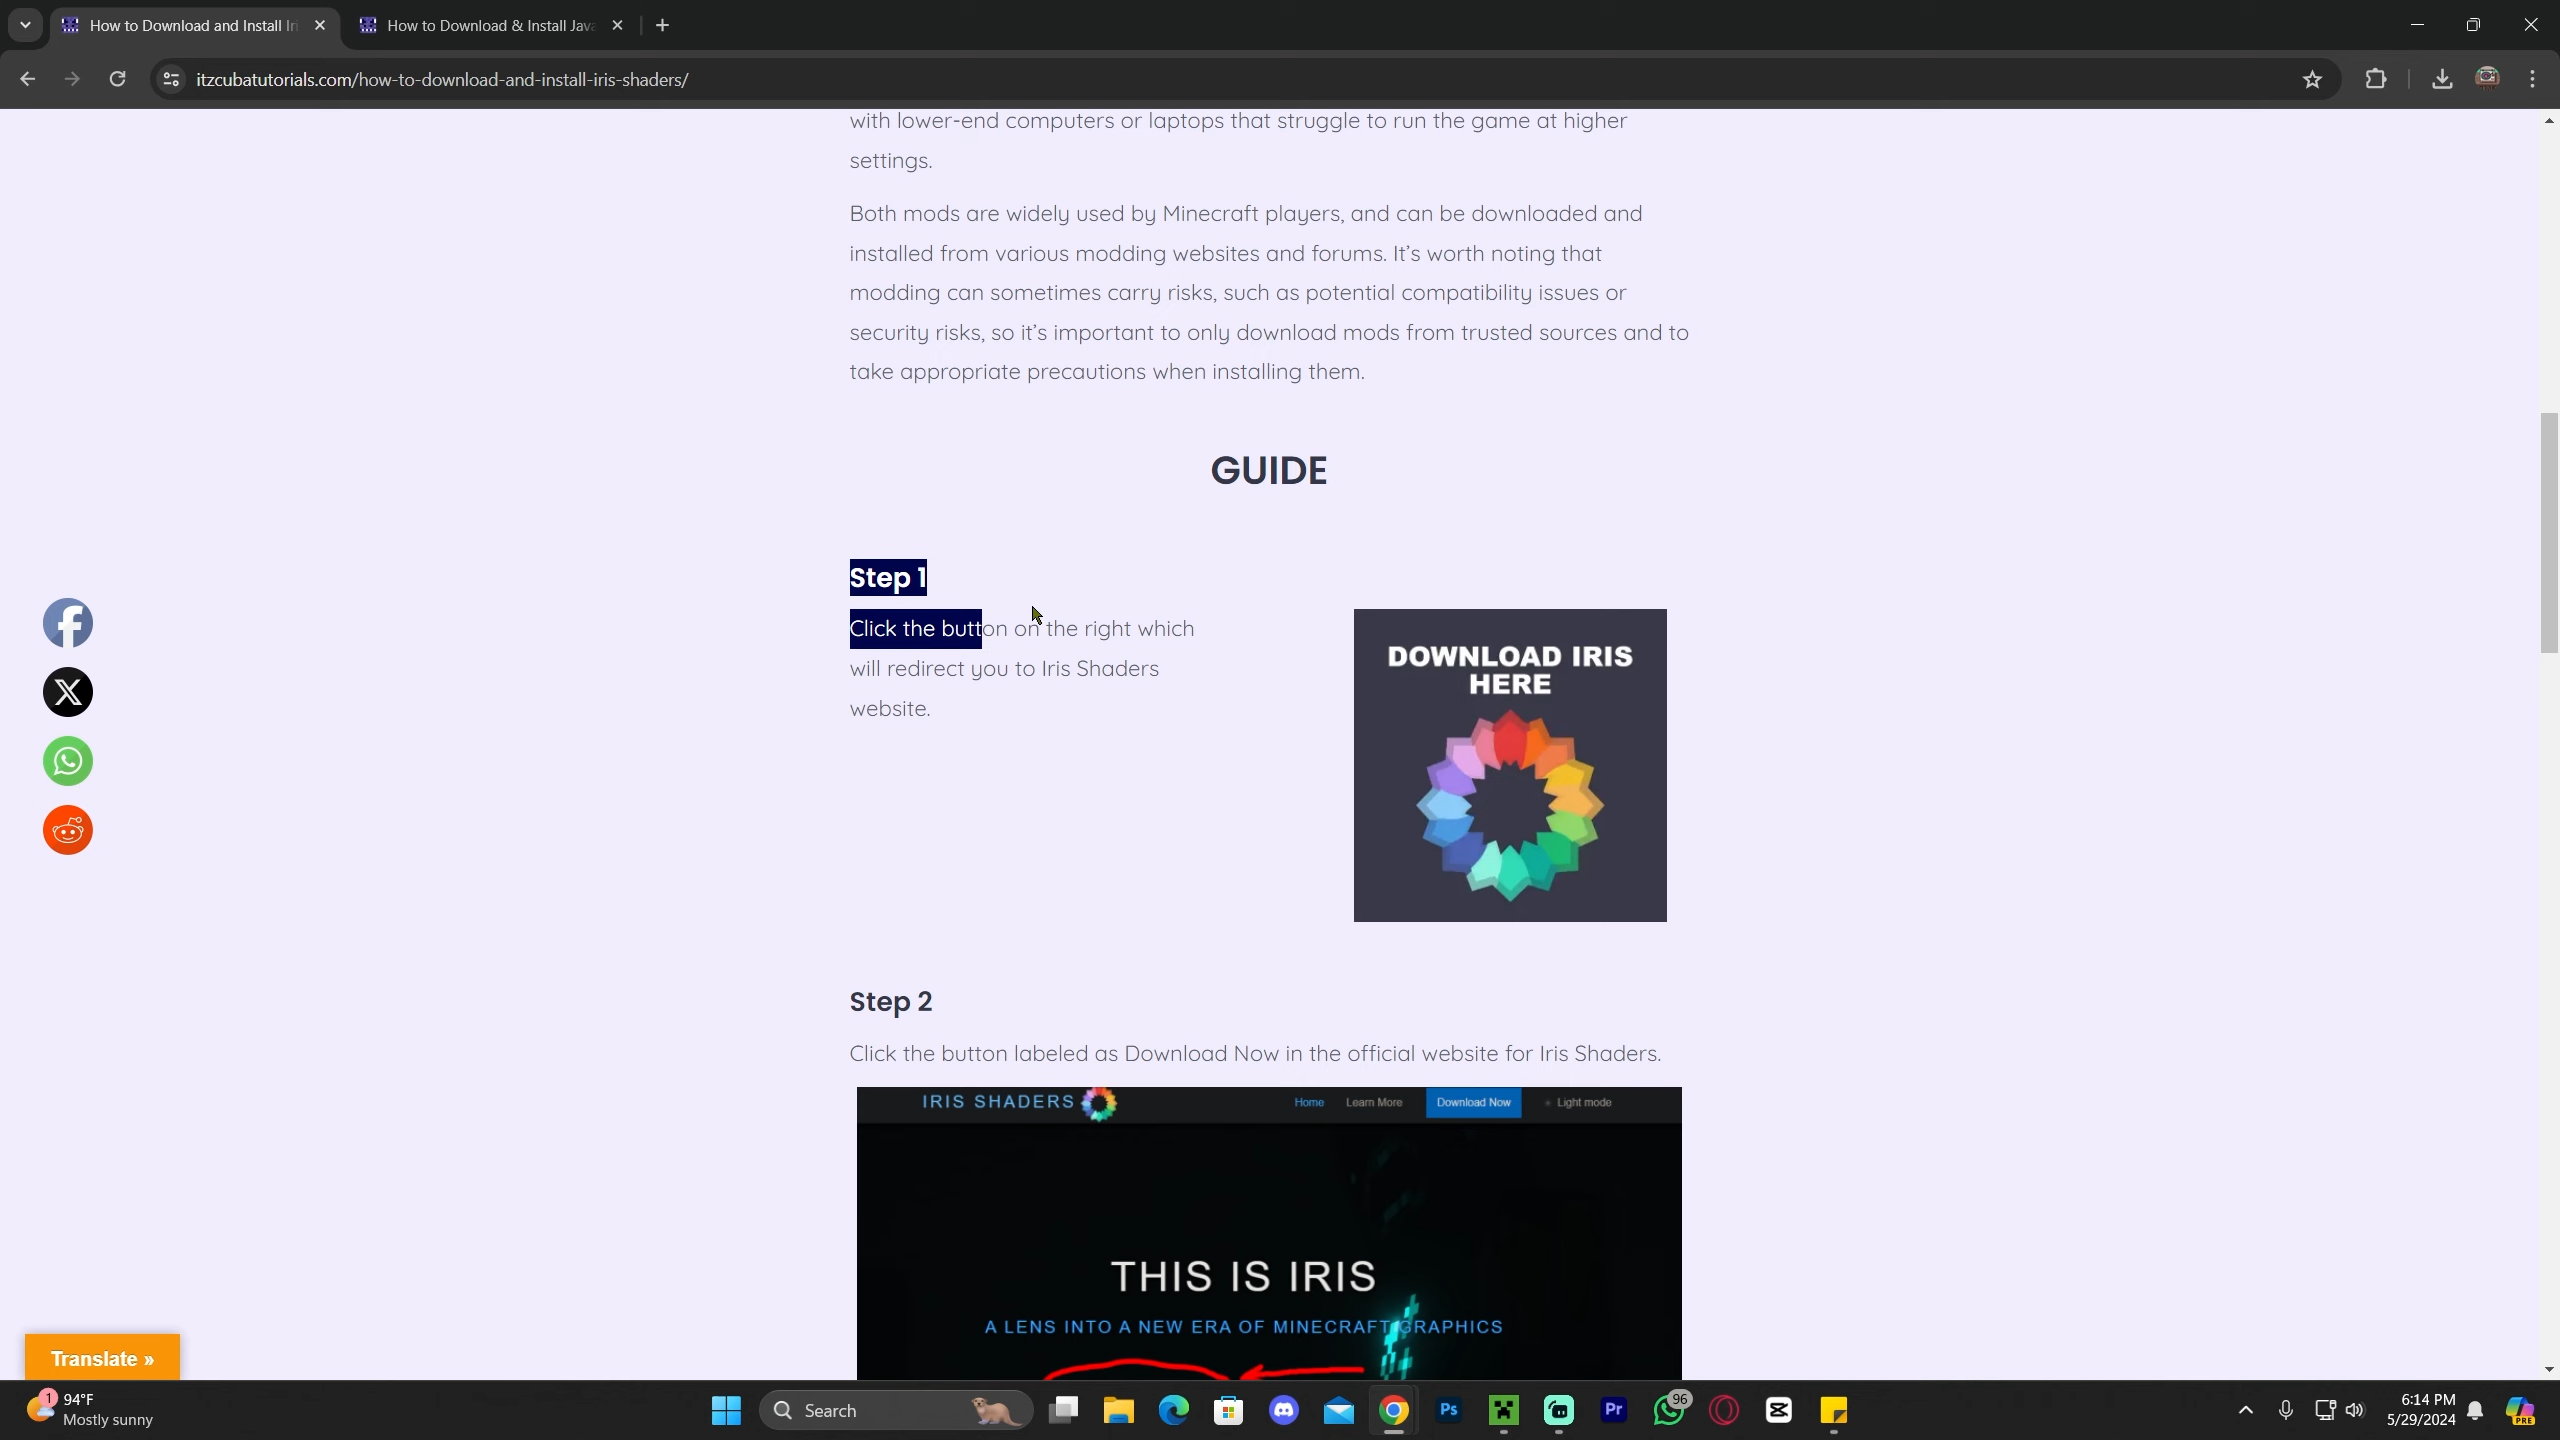 How to Download and Install Iri
How to Download & Install Java
itzcubatutorials.com/how-to-download-and-install-iris-shaders/
with lower-end computers or laptops that struggle to run the game at higher
settings.
Both mods are widely used by Minecraft players, and can be downloaded and
installed from various modding websites and forums. It’s worth noting that
modding can sometimes carry risks, such as potential compatibility issues or
security risks, so it’s important to only download mods from trusted sources and to
take appropriate precautions when installing them.
GUIDE
Step 1
Click the button on the right which
will redirect you to Iris Shaders
website.
DOWNLOAD IRIS
HERE
Step 2
Click the button labeled as Download Now in the official website for Iris Shaders.
IRIS SHADERS
Home
Learn More
Download Now
Light mode
THIS IS IRIS
A LENS INTO A NEW ERA OF MINECRAFT GRAPHICS
Translate »
1
94°F
Mostly sunny
Search
Ps
Pr
96
6:14 PM
5/29/2024
PRE